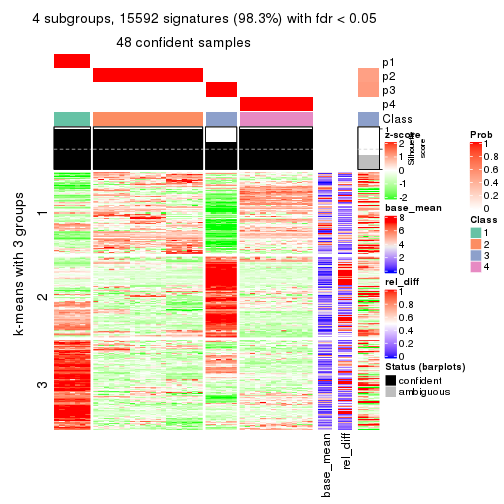 4 subgroups, 15592 signatures (98.3%) with fdr < 0.05
48 confident samples
p1
p2
p3
p4
Class
1
Silhouette
score
z-score
2
0
-2
base_mean
8
6
4
2
0
rel_diff
1
0.8
0.6
0.4
0.2
0
Status (barplots)
confident
ambiguous
Prob
1
0.8
0.6
0.4
0.2
0
Class
1
2
3
4
k-means with 3 groups
1
2
3
base_mean
rel_diff